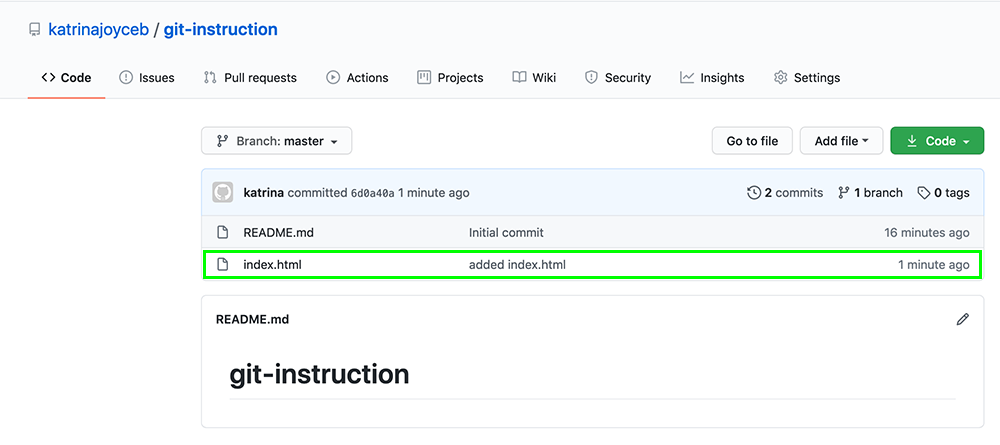 katrinajoyceb / git-instruction
Code Issues Pull requests Actions Projects Wiki Security Insights Settings
Branch: master Go to file Add file Code
katrina committed 6d0a40a 1 minute ago 2 commits 1 branch 0 tags
README.md Initial commit 16 minutes ago
index.html added index.html 1 minute ago
README.md
git-instruction